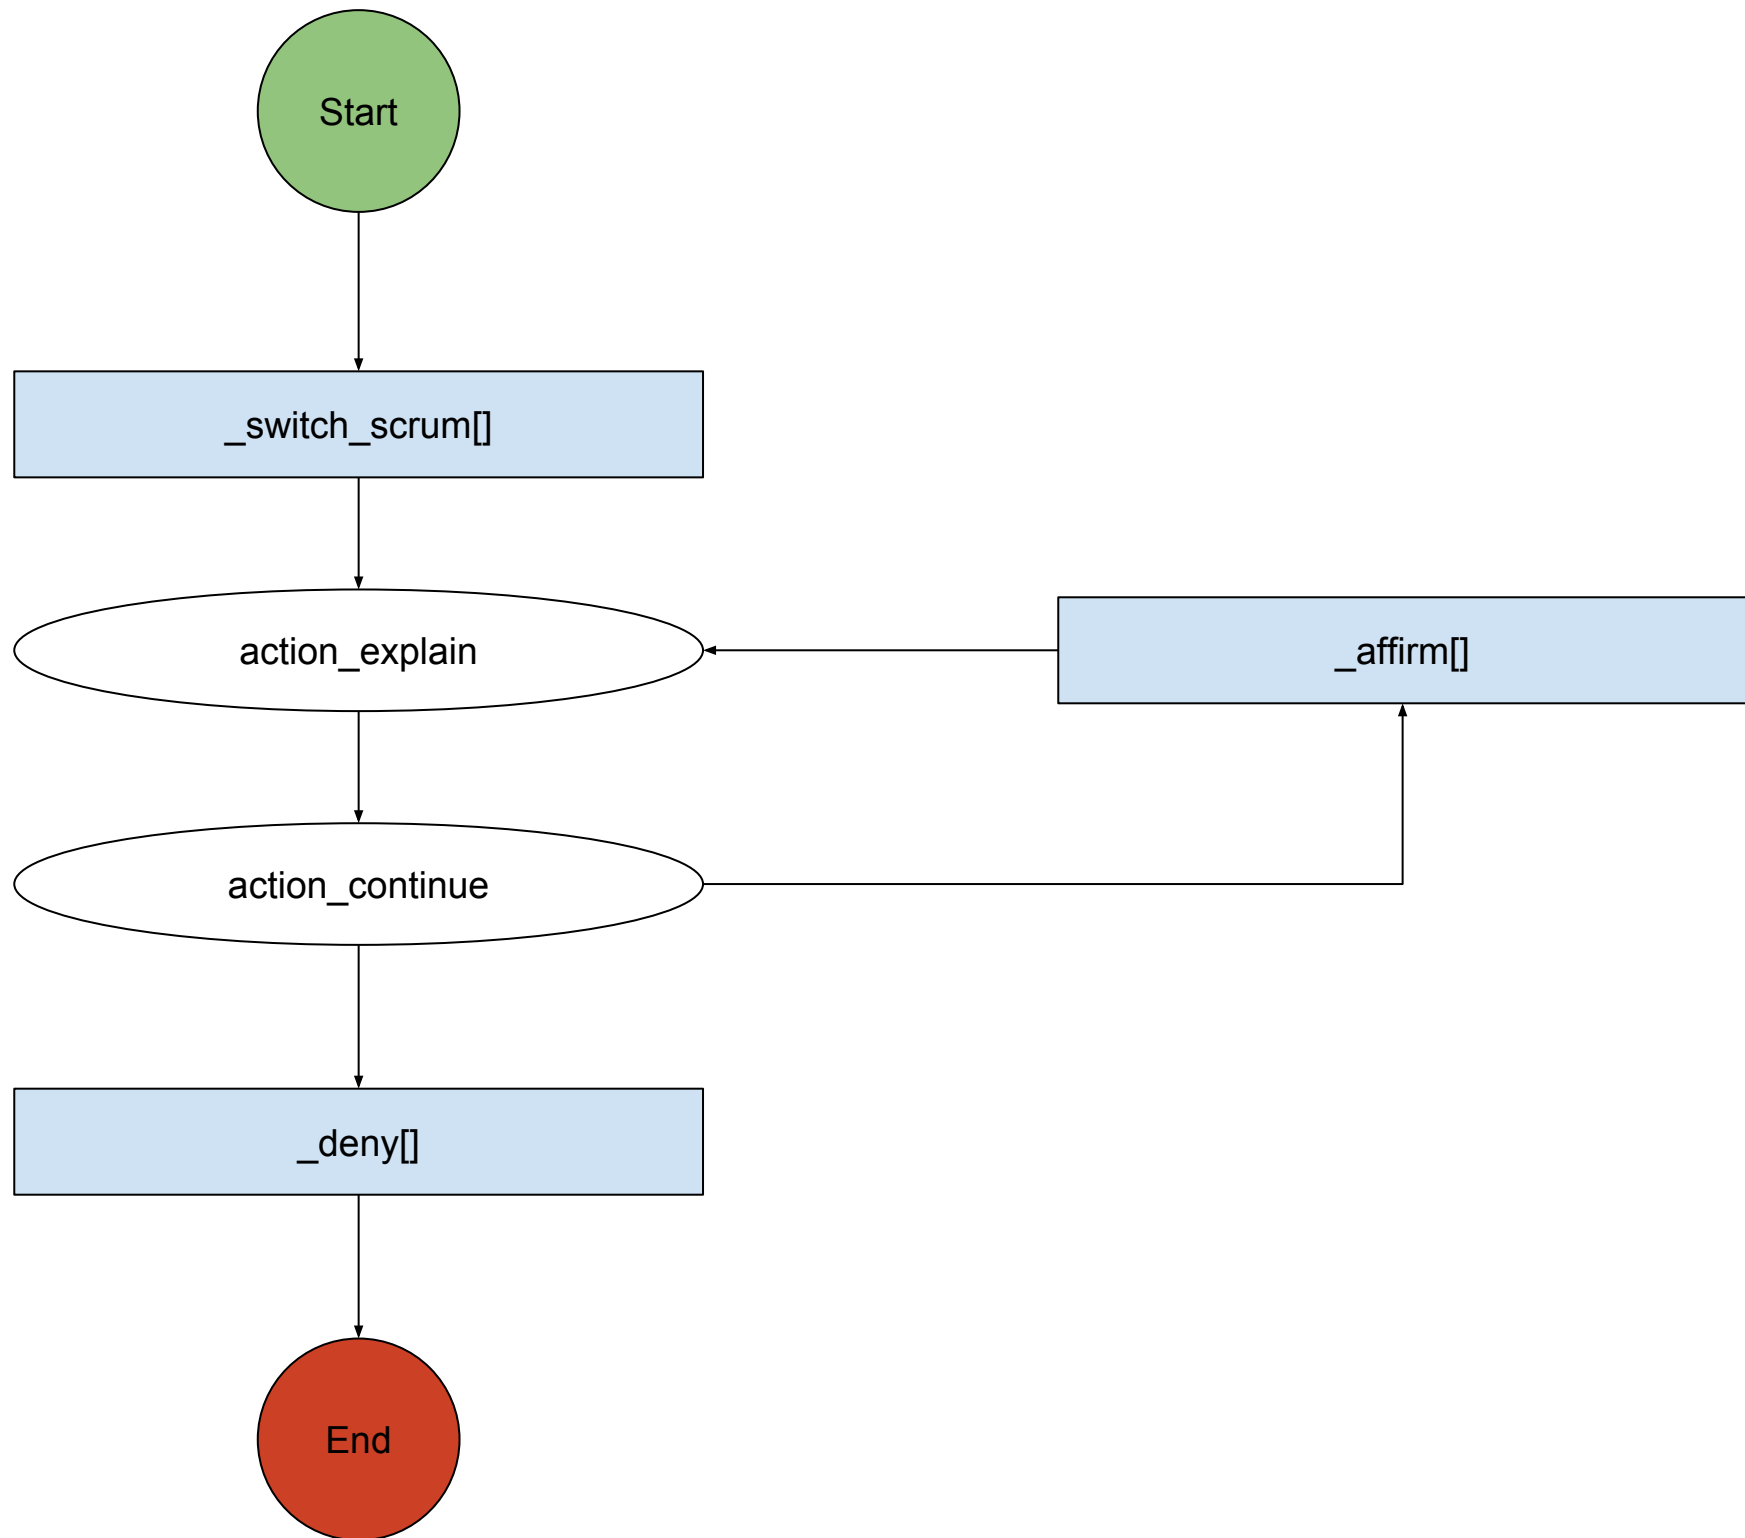 Start
_switch_scrum[]
action_explain
_affirm[]
action_continue
_deny[]
End